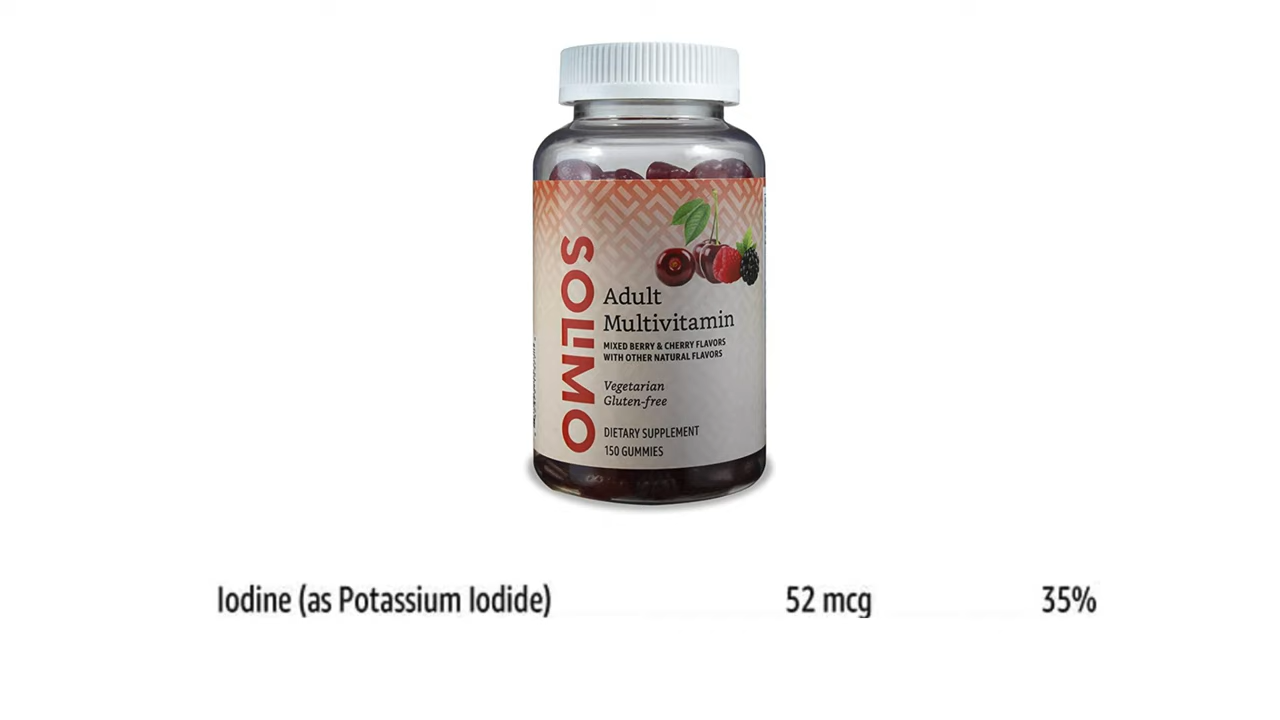 SOLIMO
Adult
Multivitamin
MIXED BERRY & CHERRY FLAVORS
WITH OTHER NATURAL FLAVORS
Vegetarian
Gluten-free
DIETARY SUPPLEMENT
150 GUMMIES
Iodine (as Potassium Iodide) 52 mcg 35%